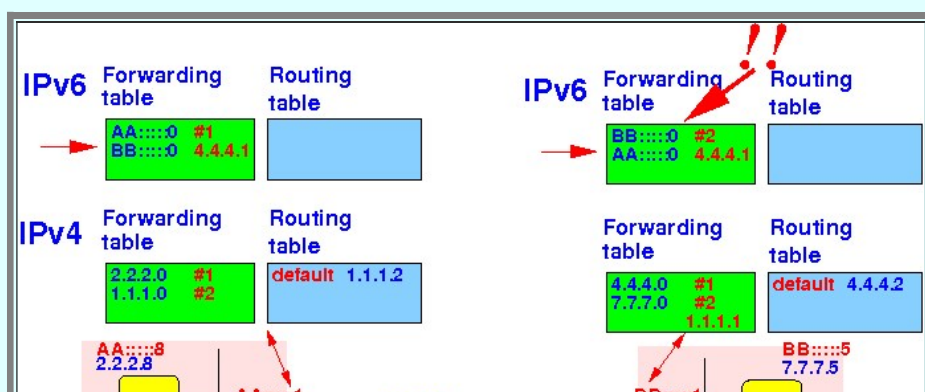 !!
IPv6
Forwarding table
Routing table
AA:::::0 #1
BB:::::0 4.4.4.1
IPv6
Forwarding table
Routing table
BB:::::0 #2
AA:::::0 4.4.4.1
IPv4
Forwarding table
Routing table
2.2.2.0 #1
1.1.1.0 #2
default 1.1.1.2
Forwarding table
Routing table
4.4.4.0 #1
7.7.7.0 #2
1.1.1.1
default 4.4.4.2
AA:::::8
2.2.2.8
BB:::::5
7.7.7.5